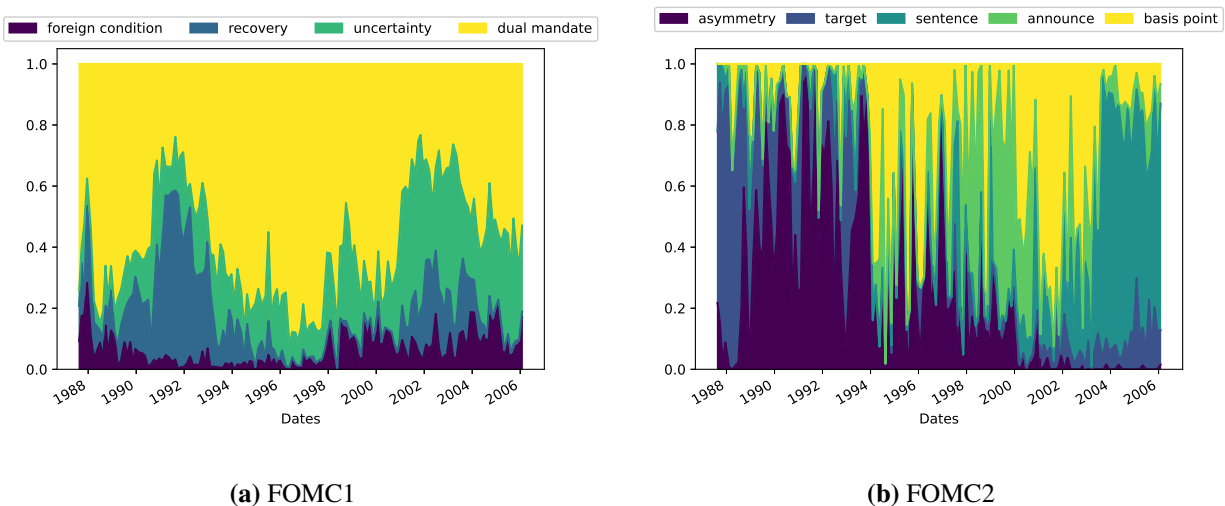 foreign condition recovery uncertainty dual mandate
1.0
0.8
0.6
0.4
0.2
0.0
1988 1990 1992 1994 1996 1998 2000 2002 2004 2006
Dates
(a) FOMC1
asymmetry target sentence announce basis point
1.0
0.8
0.6
0.4
0.2
0.0
1988 1990 1992 1994 1996 1998 2000 2002 2004 2006
Dates
(b) FOMC2